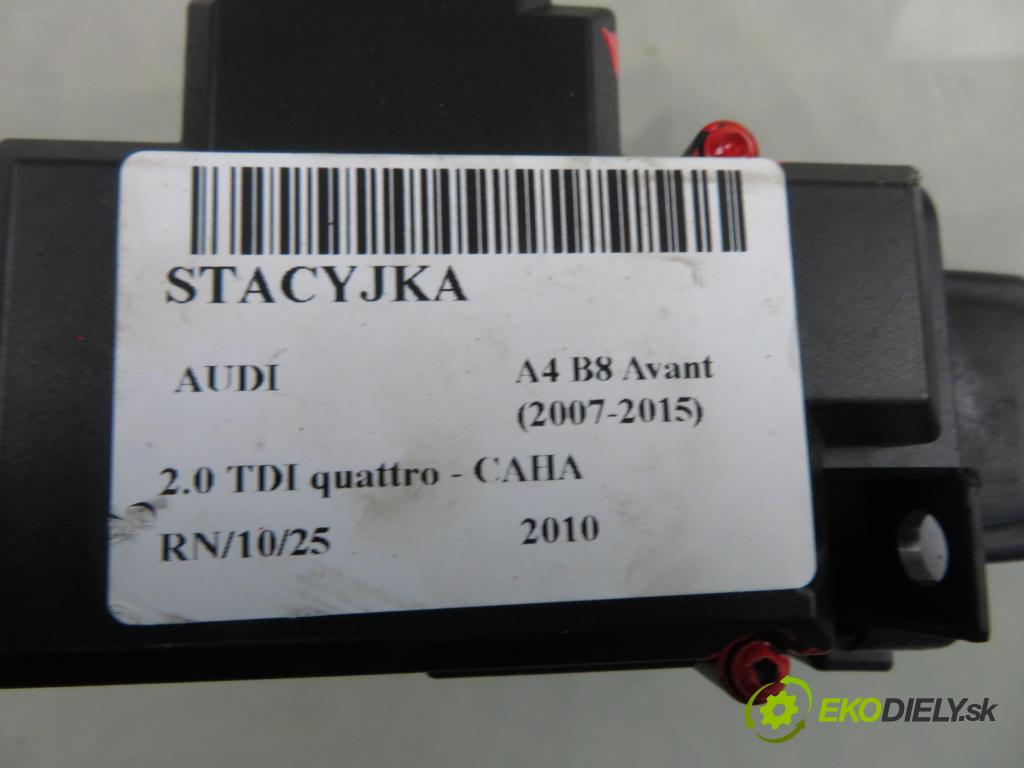 STACYJKA
AUDI A4 B8 Avant
(2007-2015)
2.0 TDI quattro - CAHA
RN/10/25 2010
EKODIELY.sk